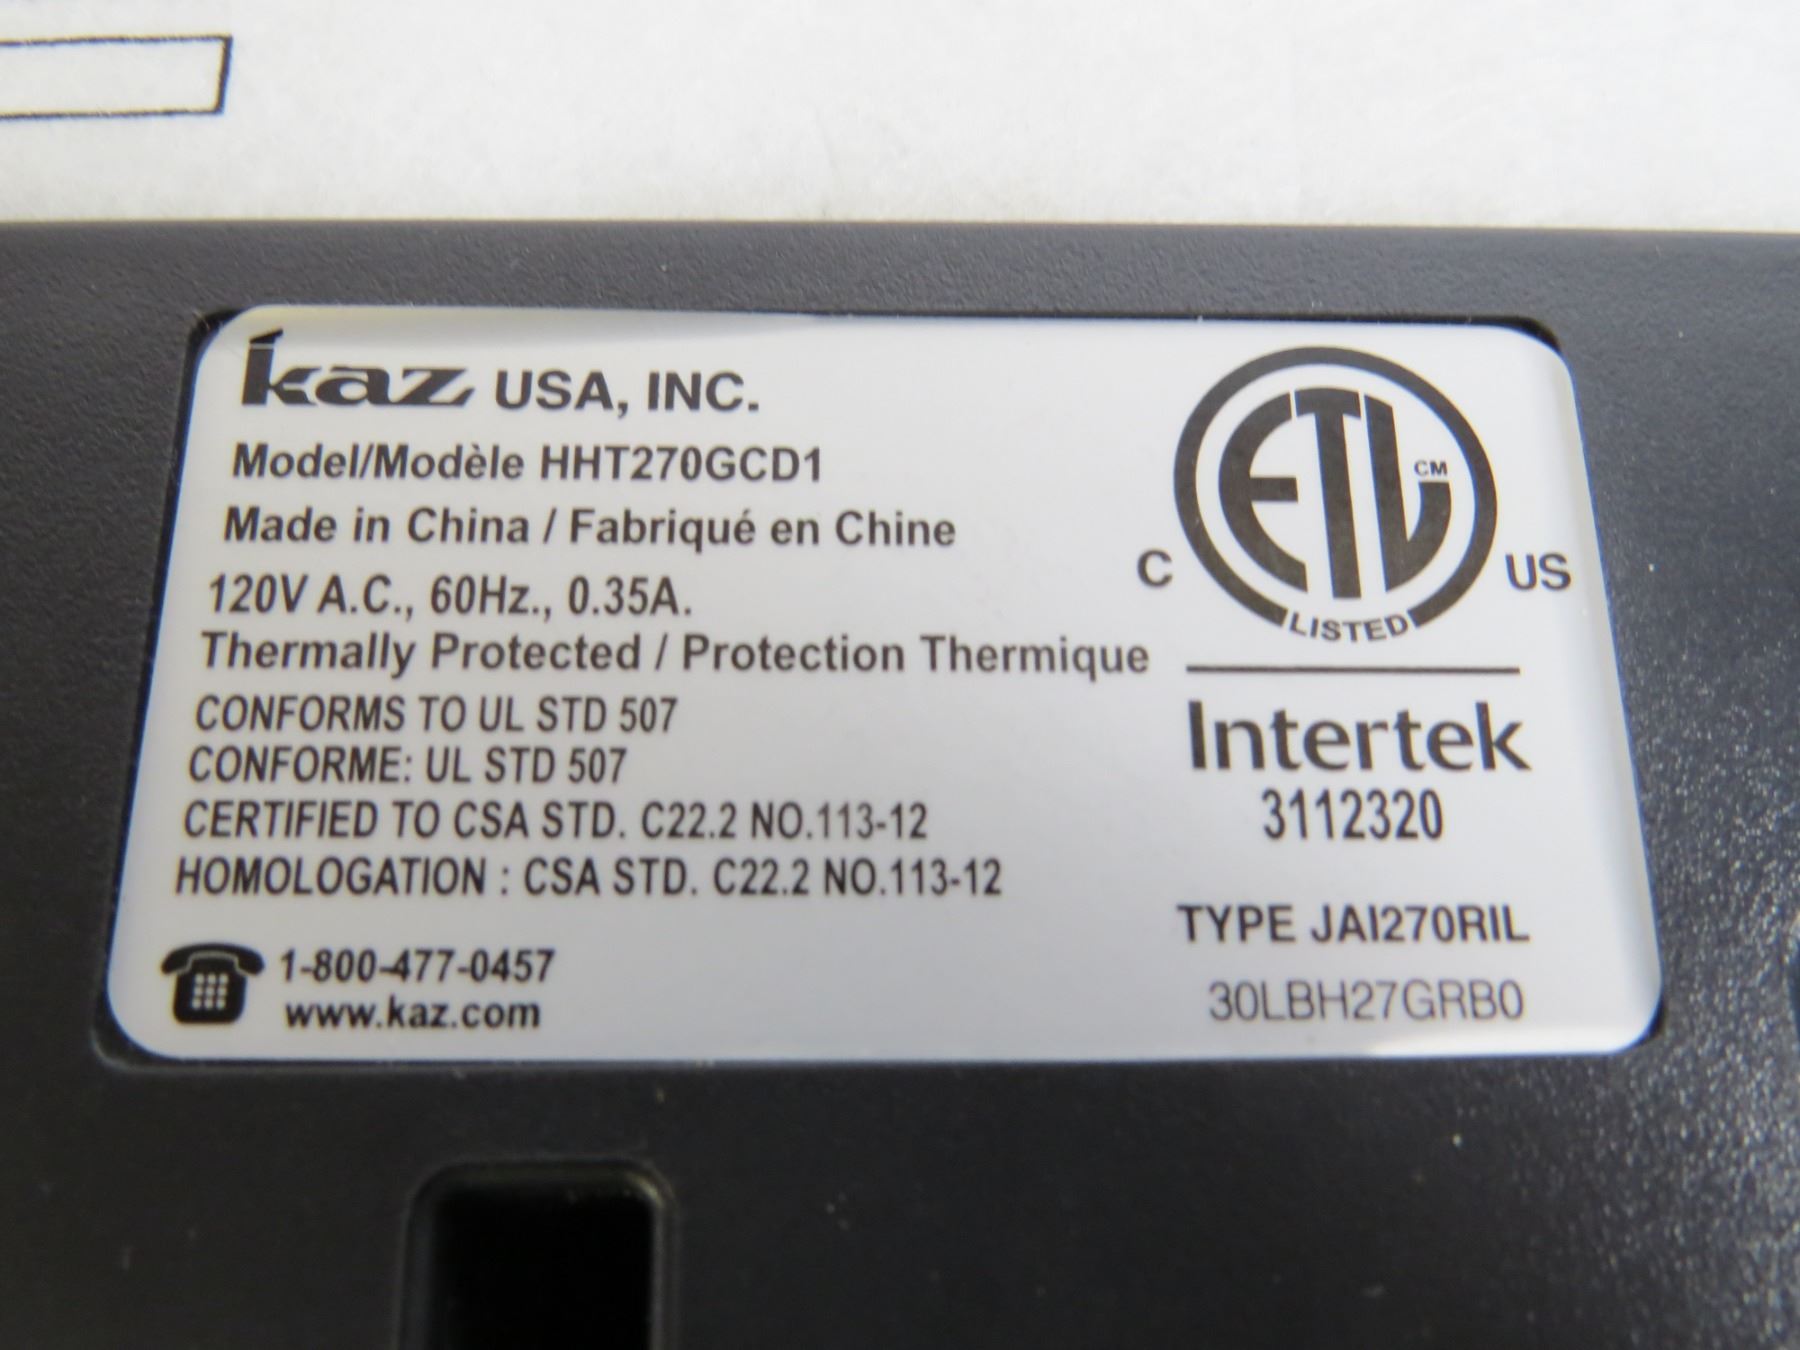 kaz USA, INC.
Model/Modèle HHT270GCD1
Made in China / Fabriqué en Chine
120V A.C., 60Hz., 0.35A.
Thermally Protected / Protection Thermique
CONFORMS TO UL STD 507
CONFORME: UL STD 507
CERTIFIED TO CSA STD. C22.2 NO.113-12
HOMOLOGATION : CSA STD. C22.2 NO.113-12
1-800-477-0457
www.kaz.com
ETL CM
C US
LISTED
Intertek
3112320
TYPE JAI270RIL
30LBH27GRB0